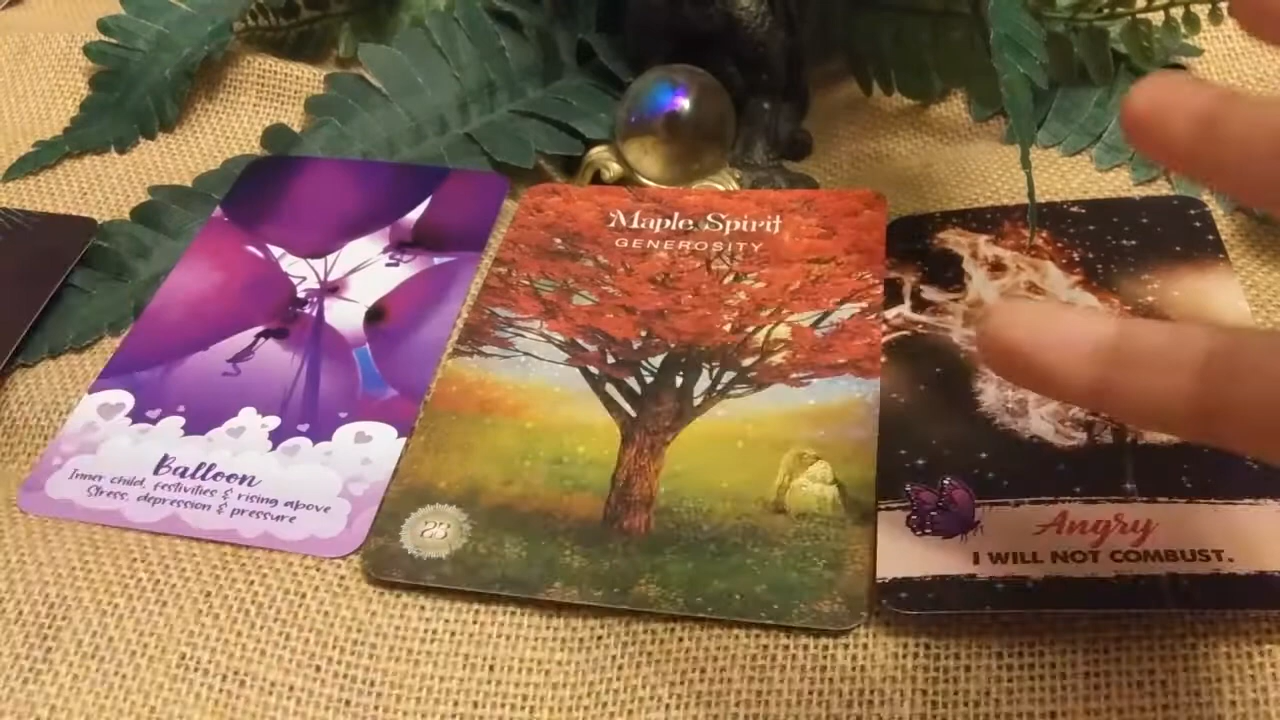 Balloon
Inner child, festivities & rising above
Stress, depression & pressure
Maple Spirit
GENEROSITY
23
Angry
I WILL NOT COMBUST.